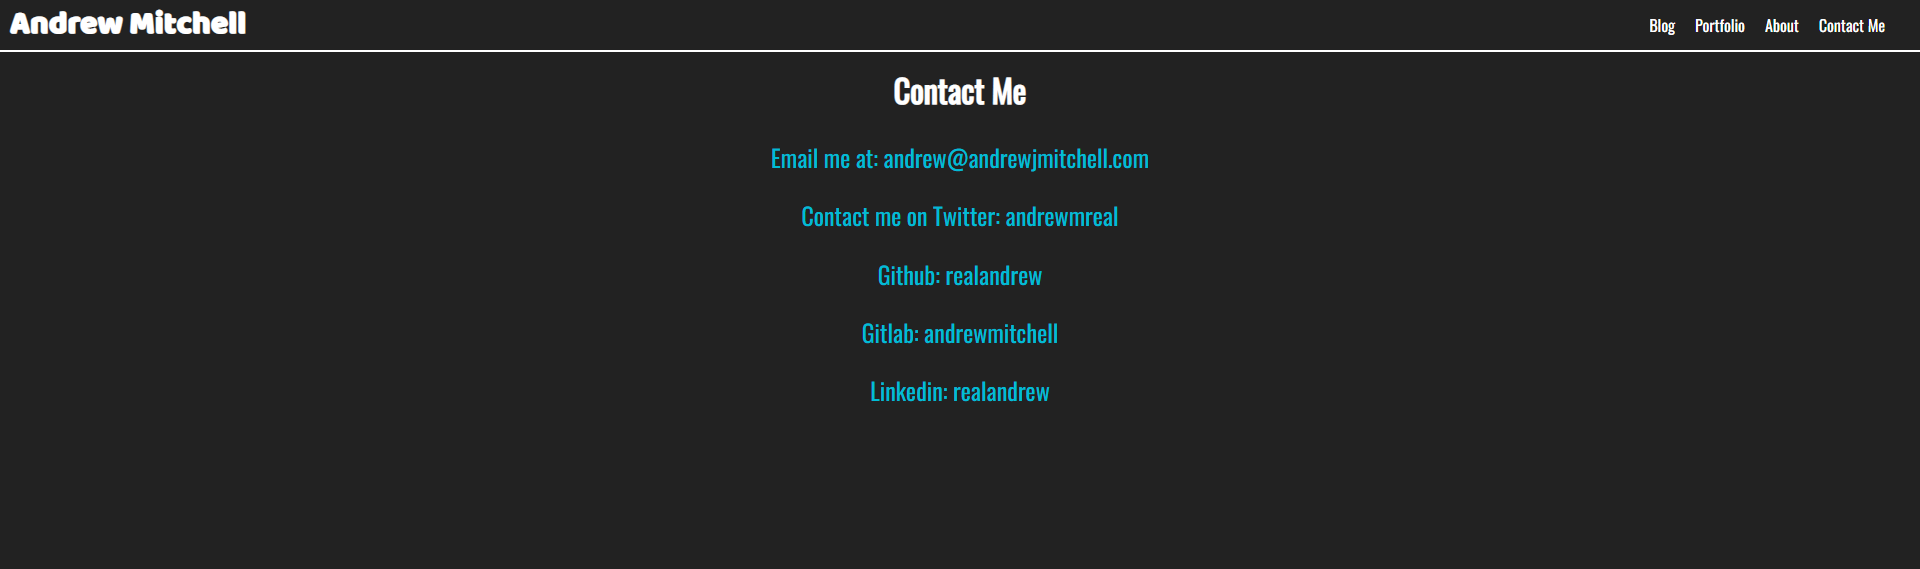 Andrew Mitchell
Blog Portfolio About Contact Me
Contact Me
Email me at: andrew@andrewjmitchell.com
Contact me on Twitter: andrewmreal
Github: realandrew
Gitlab: andrewmitchell
Linkedin: realandrew